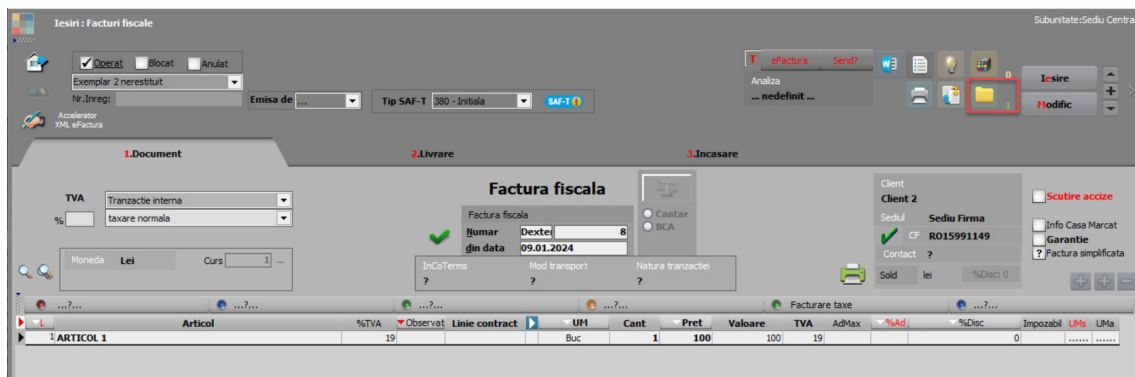 Iesiri : Facturi fiscale
Subunitate:Sediu Centra
Operat Blocat Anulat
Exemplar 2 nerestituit
Nr.Inreg:
Emisa de ...
Tip SAF-T 380 - Initiala
SAF-T
T eFactura Send?
Analiza
... nedefinit ...
0
1
Iesire
Modific
Accelerator
XML eFactura
1.Document
2.Livrare
3.Incasare
TVA Tranzactie interna
% taxare normala
Moneda Lei Curs 1 ...
Factura fiscala
Factura fiscala
Numar Dexter 8
din data 09.01.2024
Cantar
BCA
InCoTerms Mod transport Natura tranzactiei
? ? ?
Client
Client 2
Sediul Sediu Firma
CF RO15991149
Contact ?
Sold lei %Disc: 0
Scutire accize
Info Casa Marcat
Garantie
? Factura simplificata
...?... ...?... ...?... ...?... Facturare taxe ...?...
L Articol %TVA Observat Linie contract UM Cant Pret Valoare TVA AdMax %Ad %Disc Impozabil UMs UMa
1 ARTICOL 1 19 Buc 1 100 100 19 0 ...... ......